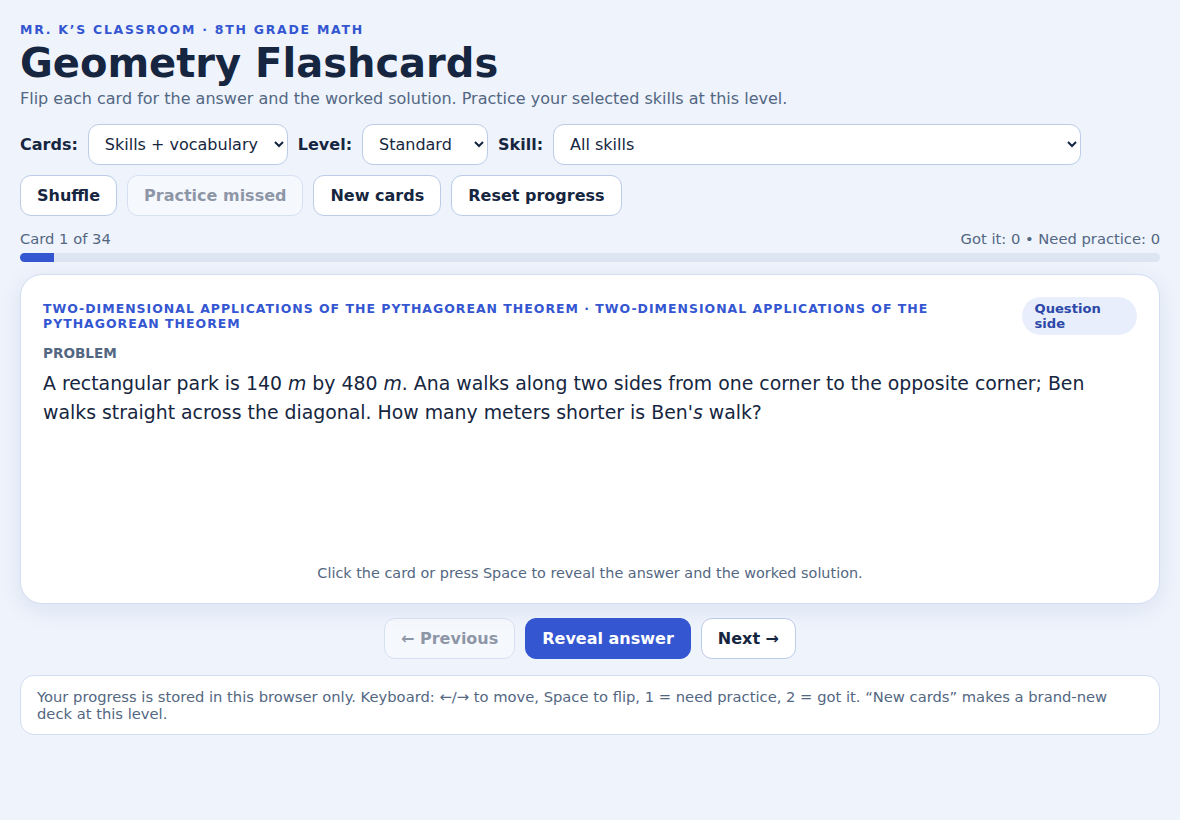 MR. K’S CLASSROOM · 8TH GRADE MATH
Geometry Flashcards
Flip each card for the answer and the worked solution. Practice your selected skills at this level.
Cards: Skills + vocabulary Level: Standard Skill: All skills
Shuffle Practice missed New cards Reset progress
Card 1 of 34 Got it: 0 • Need practice: 0
TWO-DIMENSIONAL APPLICATIONS OF THE PYTHAGOREAN THEOREM · TWO-DIMENSIONAL APPLICATIONS OF THE
PYTHAGOREAN THEOREM
Question
side
PROBLEM
A rectangular park is 140 m by 480 m. Ana walks along two sides from one corner to the opposite corner; Ben
walks straight across the diagonal. How many meters shorter is Ben's walk?
Click the card or press Space to reveal the answer and the worked solution.
← Previous Reveal answer Next →
Your progress is stored in this browser only. Keyboard: ←/→ to move, Space to flip, 1 = need practice, 2 = got it. “New cards” makes a brand-new
deck at this level.